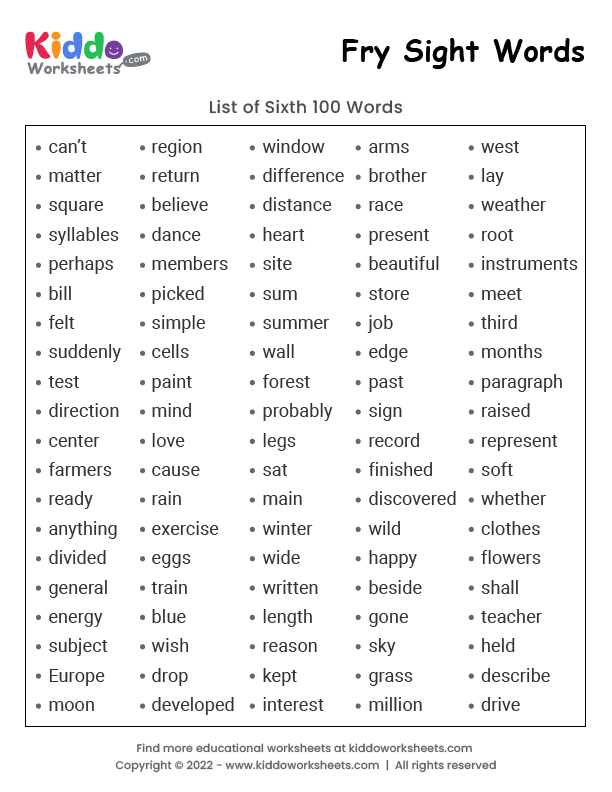 Kiddo
Worksheets .com
Fry Sight Words
List of Sixth 100 Words
• can’t • region • window • arms • west
• matter • return • difference • brother • lay
• square • believe • distance • race • weather
• syllables • dance • heart • present • root
• perhaps • members • site • beautiful • instruments
• bill • picked • sum • store • meet
• felt • simple • summer • job • third
• suddenly • cells • wall • edge • months
• test • paint • forest • past • paragraph
• direction • mind • probably • sign • raised
• center • love • legs • record • represent
• farmers • cause • sat • finished • soft
• ready • rain • main • discovered • whether
• anything • exercise • winter • wild • clothes
• divided • eggs • wide • happy • flowers
• general • train • written • beside • shall
• energy • blue • length • gone • teacher
• subject • wish • reason • sky • held
• Europe • drop • kept • grass • describe
• moon • developed • interest • million • drive
Find more educational worksheets at kiddoworksheets.com
Copyright © 2022 - www.kiddoworksheets.com | All rights reserved